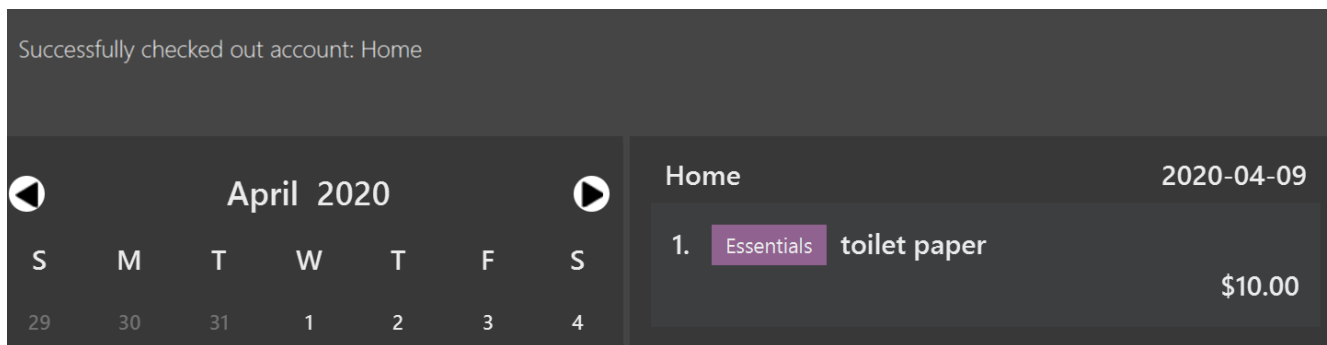 Successfully checked out account: Home
April 2020
S M T W T F S
29 30 31 1 2 3 4
Home 2020-04-09
1. Essentials toilet paper
$10.00